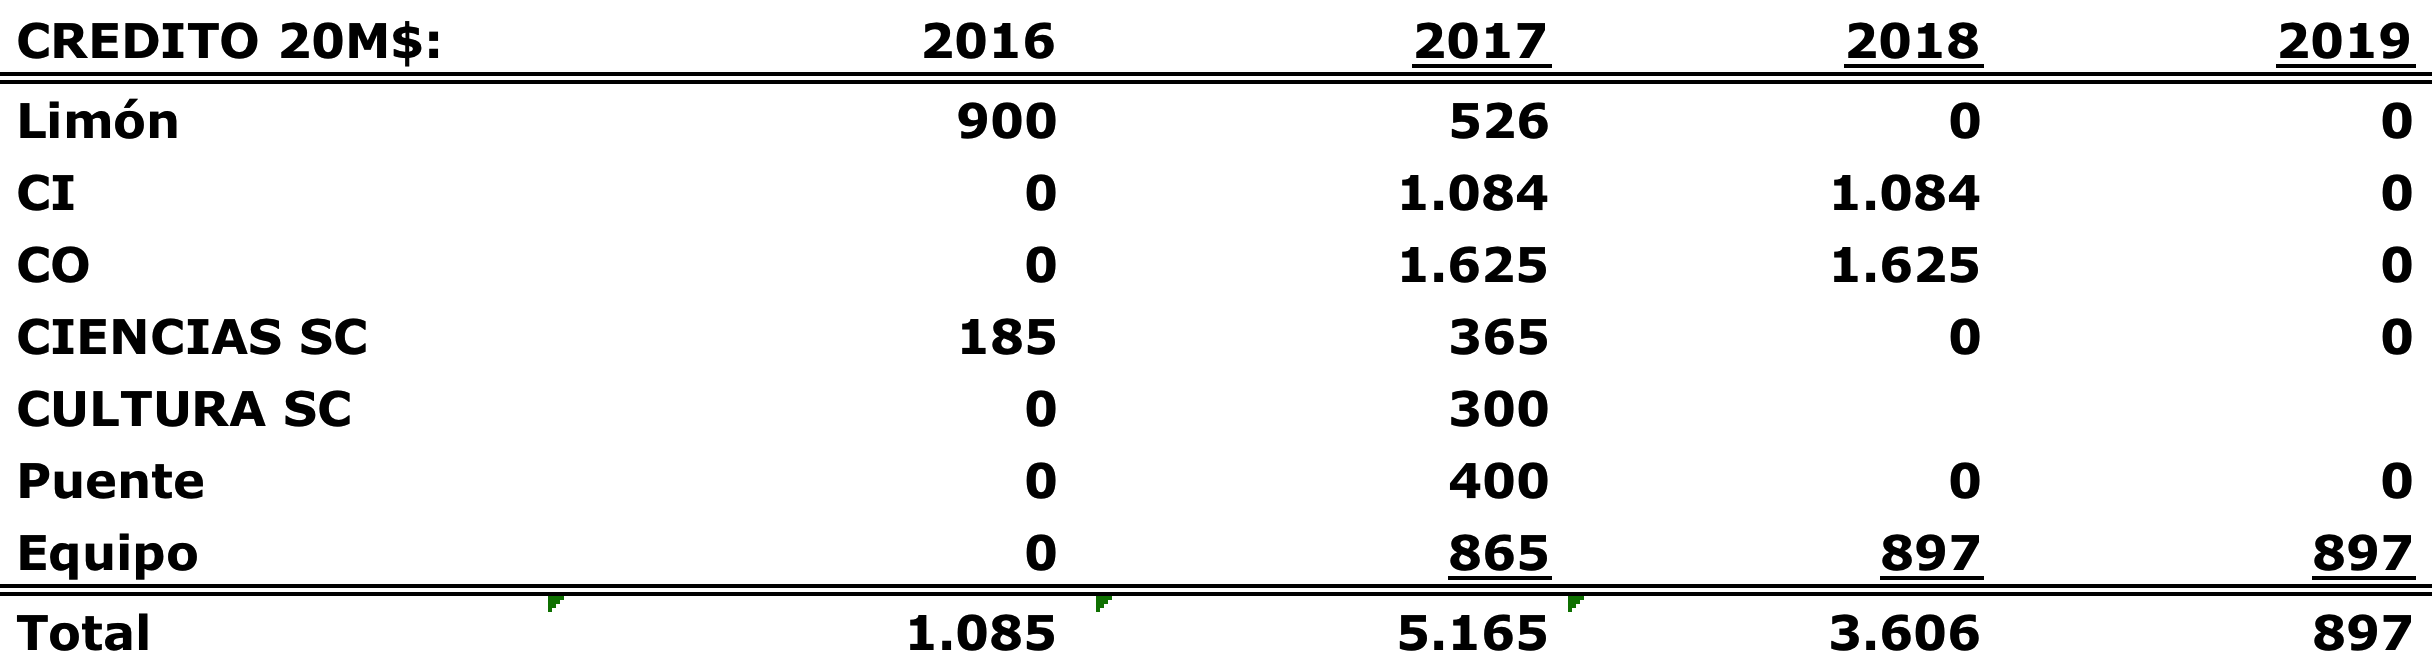 CREDITO 20M$: 2016 2017 2018 2019
Limón 900 526 0 0
CI 0 1.084 1.084 0
CO 0 1.625 1.625 0
CIENCIAS SC 185 365 0 0
CULTURA SC 0 300
Puente 0 400 0 0
Equipo 0 865 897 897
Total 1.085 5.165 3.606 897